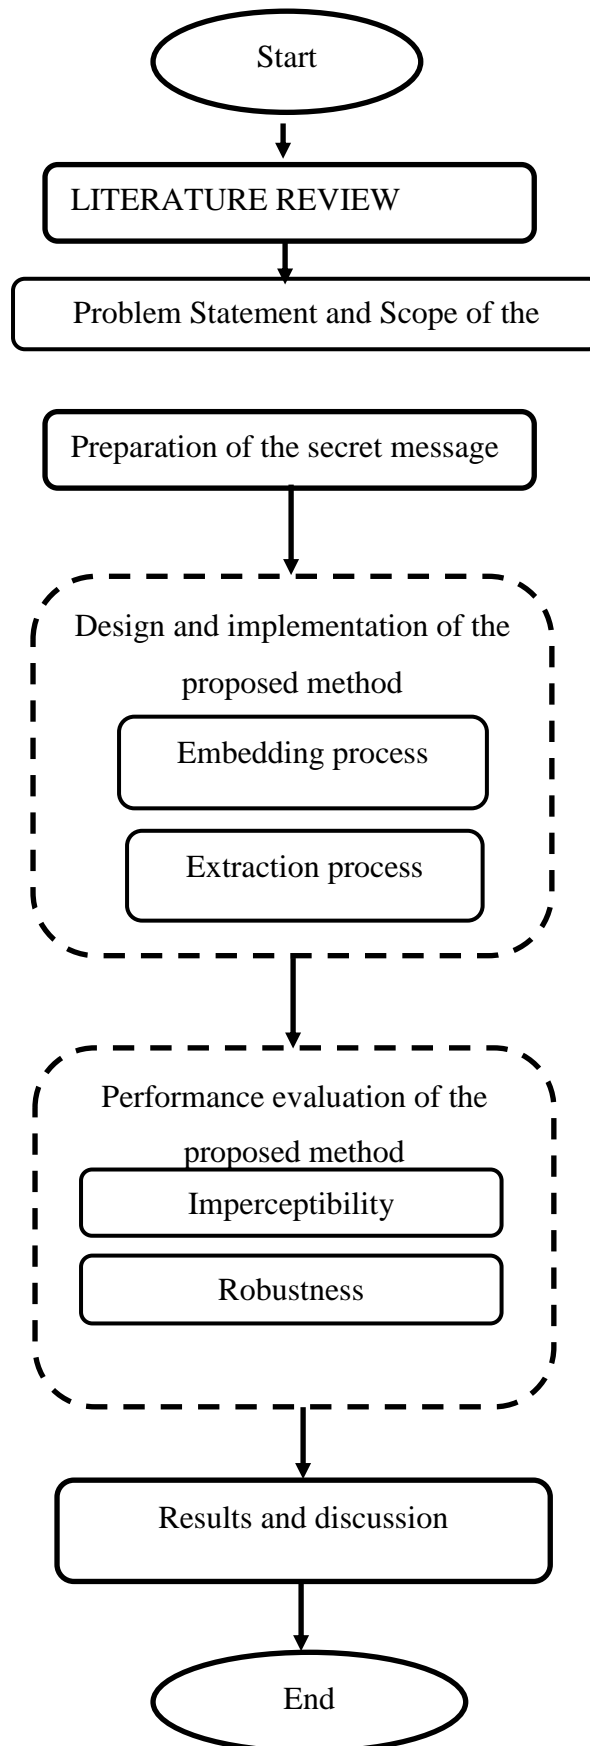 Start
LITERATURE REVIEW
Problem Statement and Scope of the
Preparation of the secret message
Design and implementation of the
proposed method
Embedding process
Extraction process
Performance evaluation of the
proposed method
Imperceptibility
Robustness
Results and discussion
End